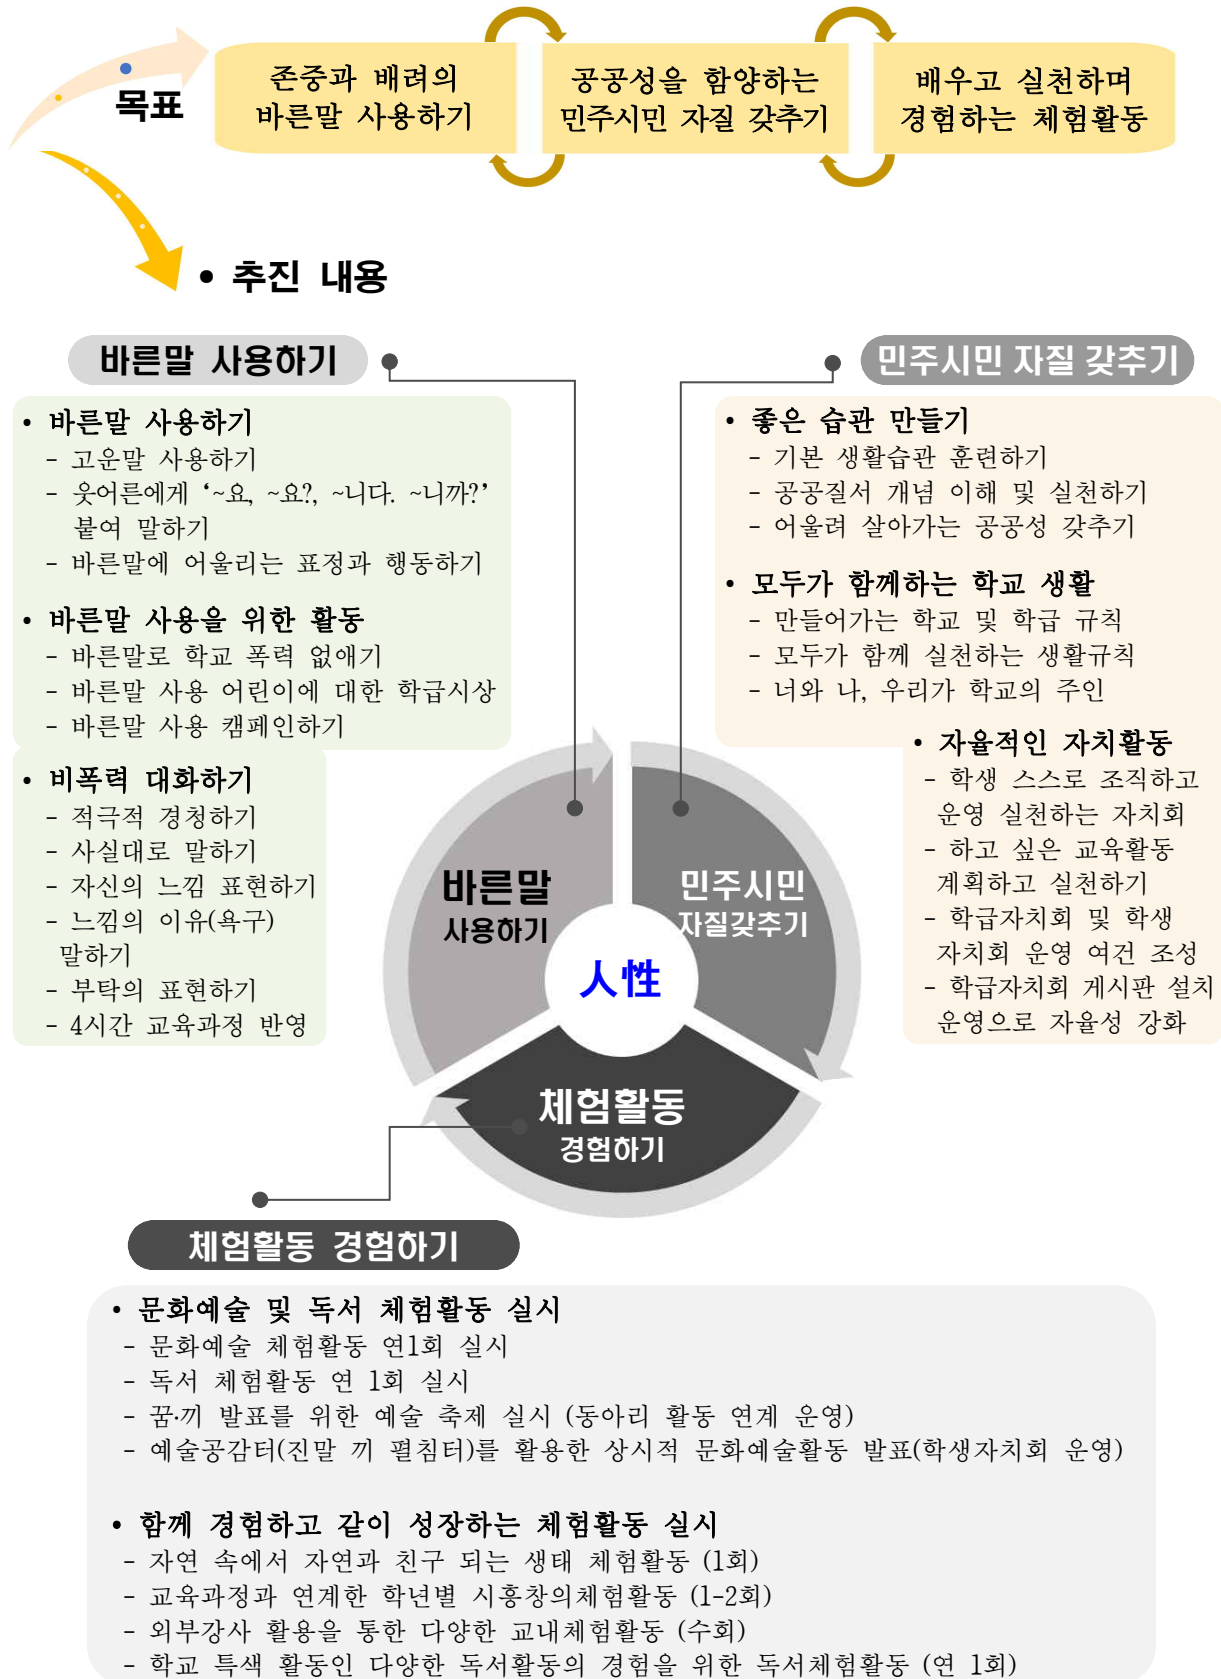 목표
존중과 배려의
바른말 사용하기
공공성을 함양하는
민주시민 자질 갖추기
배우고 실천하며
경험하는 체험활동
• 추진 내용
바른말 사용하기
• 바른말 사용하기
- 고운말 사용하기
- 웃어른에게 ‘~요, ~요?, ~니다. ~니까?’
붙여 말하기
- 바른말에 어울리는 표정과 행동하기
• 바른말 사용을 위한 활동
- 바른말로 학교 폭력 없애기
- 바른말 사용 어린이에 대한 학급시상
- 바른말 사용 캠페인하기
• 비폭력 대화하기
- 적극적 경청하기
- 사실대로 말하기
- 자신의 느낌 표현하기
- 느낌의 이유(욕구)
말하기
- 부탁의 표현하기
- 4시간 교육과정 반영
민주시민 자질 갖추기
• 좋은 습관 만들기
- 기본 생활습관 훈련하기
- 공공질서 개념 이해 및 실천하기
- 어울려 살아가는 공공성 갖추기
• 모두가 함께하는 학교 생활
- 만들어가는 학교 및 학급 규칙
- 모두가 함께 실천하는 생활규칙
- 너와 나, 우리가 학교의 주인
• 자율적인 자치활동
- 학생 스스로 조직하고
운영 실천하는 자치회
- 하고 싶은 교육활동
계획하고 실천하기
- 학급자치회 및 학생
자치회 운영 여건 조성
- 학급자치회 게시판 설치
운영으로 자율성 강화
바른말
사용하기
민주시민
자질갖추기
人性
체험활동
경험하기
체험활동 경험하기
• 문화예술 및 독서 체험활동 실시
- 문화예술 체험활동 연1회 실시
- 독서 체험활동 연 1회 실시
- 꿈·끼 발표를 위한 예술 축제 실시 (동아리 활동 연계 운영)
- 예술공감터(진말 끼 펼침터)를 활용한 상시적 문화예술활동 발표(학생자치회 운영)
• 함께 경험하고 같이 성장하는 체험활동 실시
- 자연 속에서 자연과 친구 되는 생태 체험활동 (1회)
- 교육과정과 연계한 학년별 시흥창의체험활동 (1-2회)
- 외부강사 활용을 통한 다양한 교내체험활동 (수회)
- 학교 특색 활동인 다양한 독서활동의 경험을 위한 독서체험활동 (연 1회)